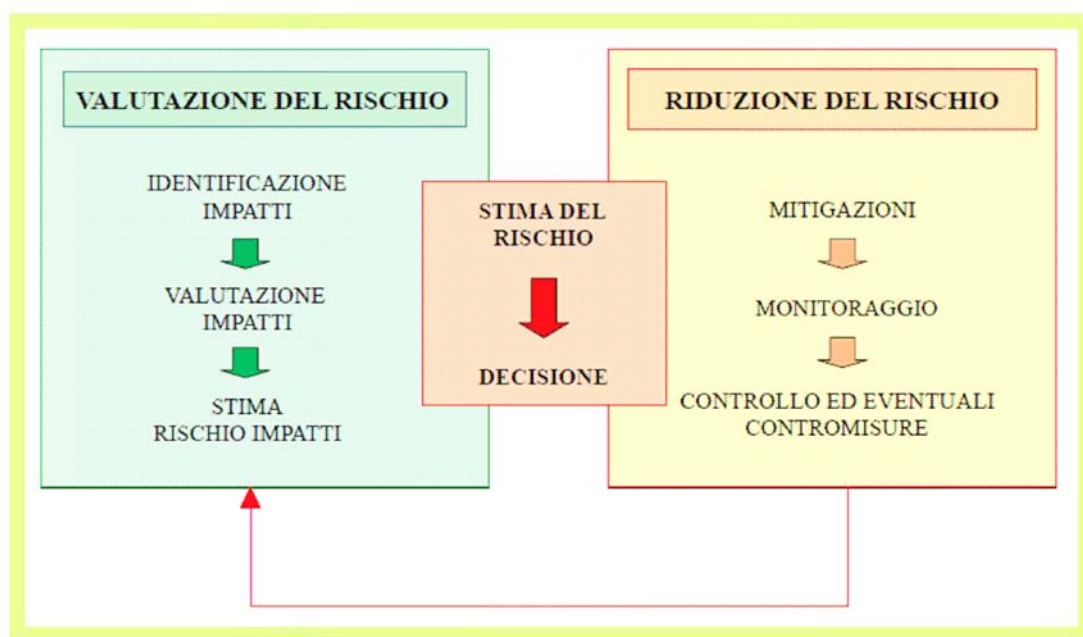 VALUTAZIONE DEL RISCHIO
IDENTIFICAZIONE
IMPATTI
VALUTAZIONE
IMPATTI
STIMA
RISCHIO IMPATTI
STIMA DEL
RISCHIO
DECISIONE
RIDUZIONE DEL RISCHIO
MITIGAZIONI
MONITORAGGIO
CONTROLLO ED EVENTUALI
CONTROMISURE